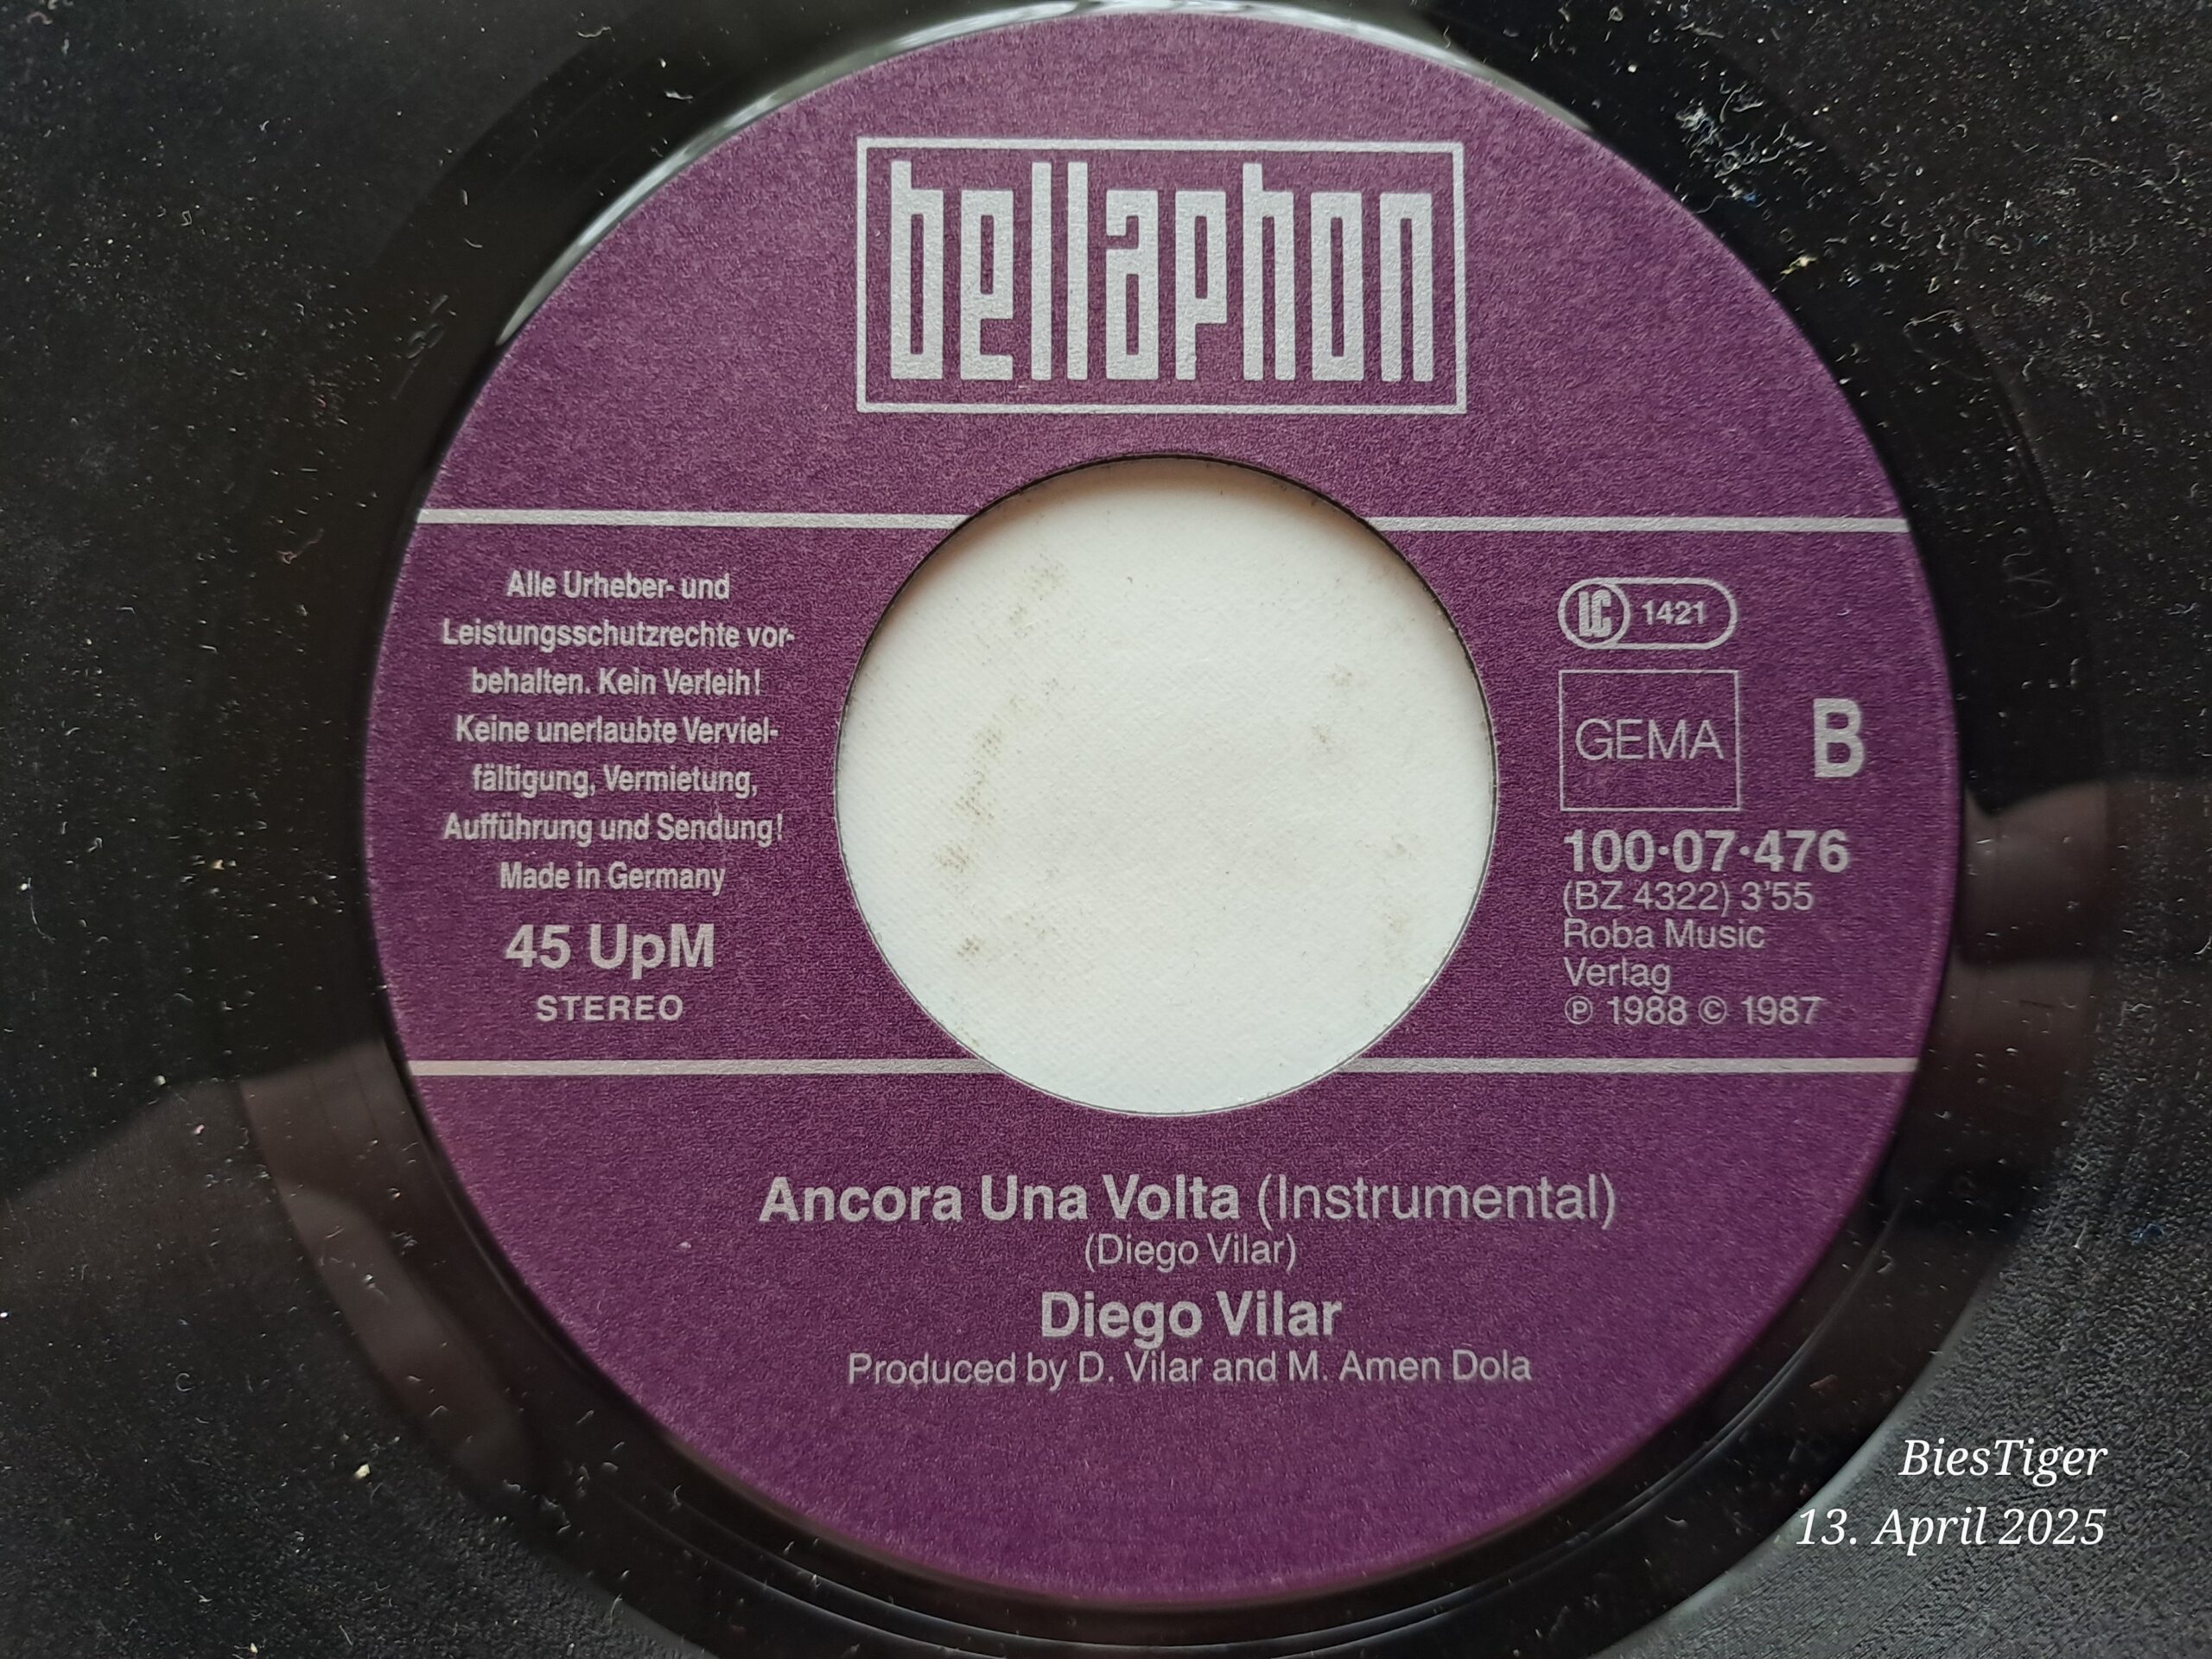 bellaphon
Alle Urheber- und
Leistungsschutzrechte vor-
behalten. Kein Verleih!
Keine unerlaubte Verviel-
fältigung, Vermietung,
Aufführung und Sendung!
Made in Germany
45 UpM
STEREO
LC 1421
GEMA
B
100·07·476
(BZ 4322) 3'55
Roba Music
Verlag
℗ 1988 © 1987
Ancora Una Volta (Instrumental)
(Diego Vilar)
Diego Vilar
Produced by D. Vilar and M. Amen Dola
BiesTiger
13. April 2025